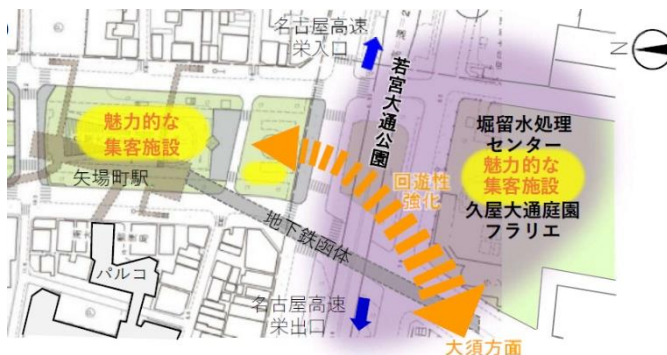 名古屋高速
栄入口
若宮大通公園
N
魅力的な
集客施設
堀留水処理
センター
魅力的な
集客施設
久屋大通庭園
フラリエ
回遊性
強化
矢場町駅
地下鉄函体
パルコ
名古屋高速
栄出口
大須方面